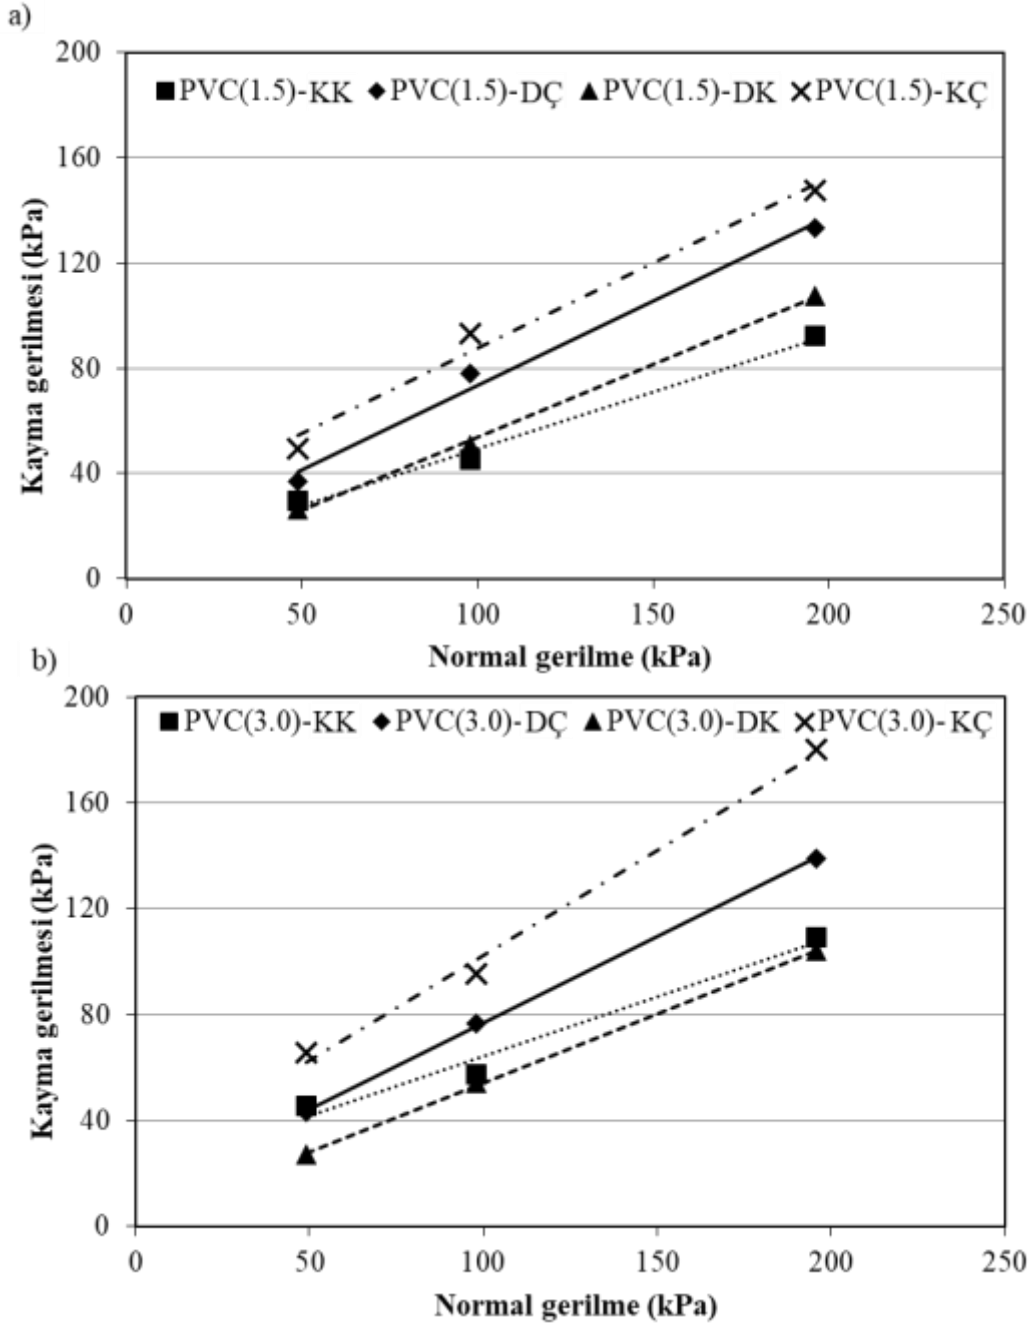 a)
200
PVC(1.5)-KK PVC(1.5)-DÇ PVC(1.5)-DK PVC(1.5)-KÇ
160
120
80
40
0
Kayma gerilmesi (kPa)
0 50 100 150 200 250
Normal gerilme (kPa)
b)
200
PVC(3.0)-KK PVC(3.0)-DÇ PVC(3.0)-DK PVC(3.0)-KÇ
160
120
80
40
0
Kayma gerilmesi (kPa)
0 50 100 150 200 250
Normal gerilme (kPa)